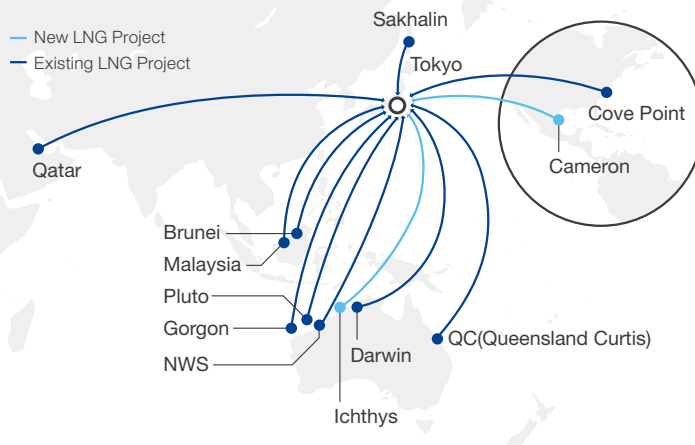 Sakhalin
New LNG Project
Existing LNG Project
Tokyo
Cove Point
Cameron
Qatar
Brunei
Malaysia
Pluto
Gorgon
NWS
Darwin
QC(Queensland Curtis)
Ichthys